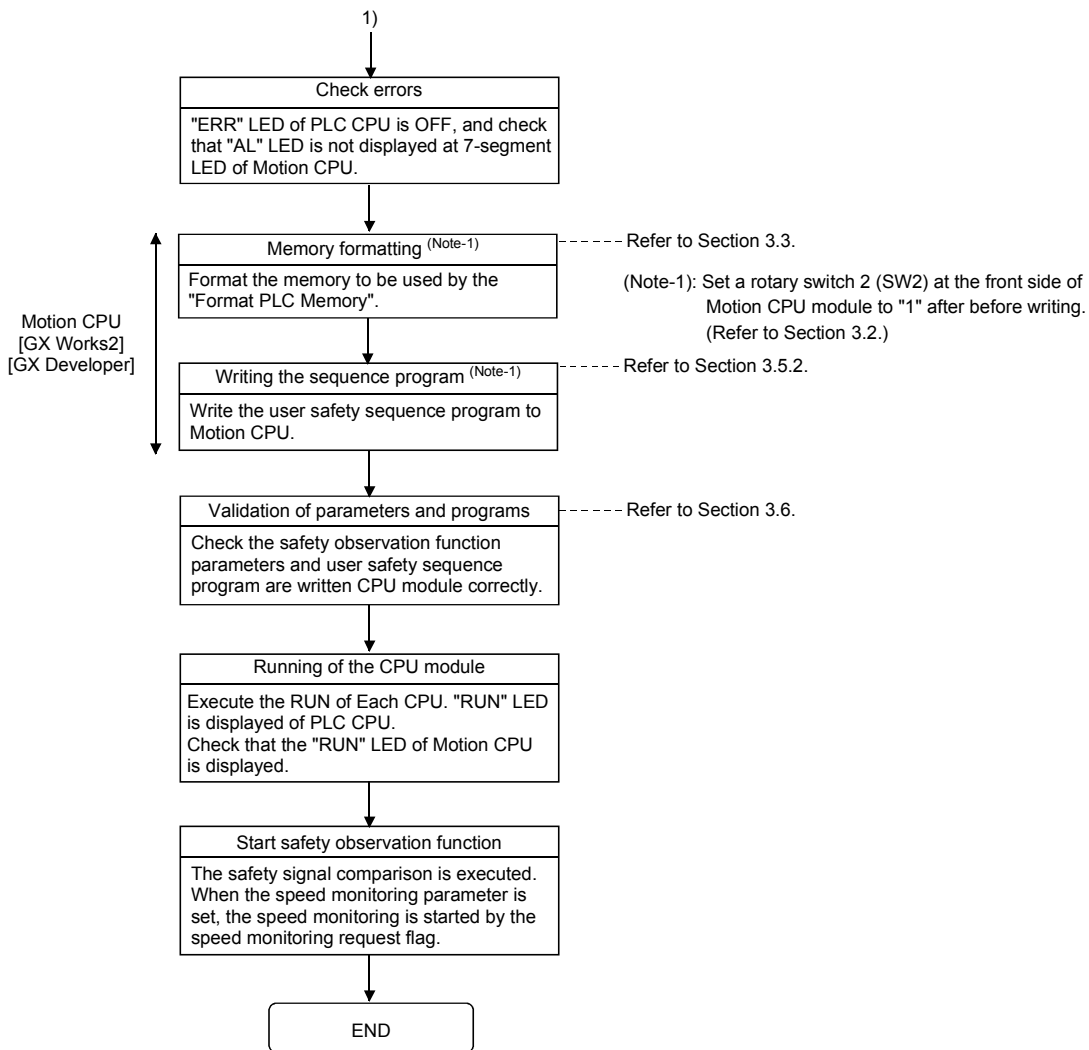 1)
Check errors
"ERR" LED of PLC CPU is OFF, and check
that "AL" LED is not displayed at 7-segment
LED of Motion CPU.
Memory formatting (Note-1)
Refer to Section 3.3.
Format the memory to be used by the
"Format PLC Memory".
(Note-1): Set a rotary switch 2 (SW2) at the front side of
Motion CPU module to "1" after before writing.
(Refer to Section 3.2.)
Motion CPU
[GX Works2]
[GX Developer]
Writing the sequence program (Note-1)
Refer to Section 3.5.2.
Write the user safety sequence program to
Motion CPU.
Validation of parameters and programs
Refer to Section 3.6.
Check the safety observation function
parameters and user safety sequence
program are written CPU module correctly.
Running of the CPU module
Execute the RUN of Each CPU. "RUN" LED
is displayed of PLC CPU.
Check that the "RUN" LED of Motion CPU
is displayed.
Start safety observation function
The safety signal comparison is executed.
When the speed monitoring parameter is
set, the speed monitoring is started by the
speed monitoring request flag.
END